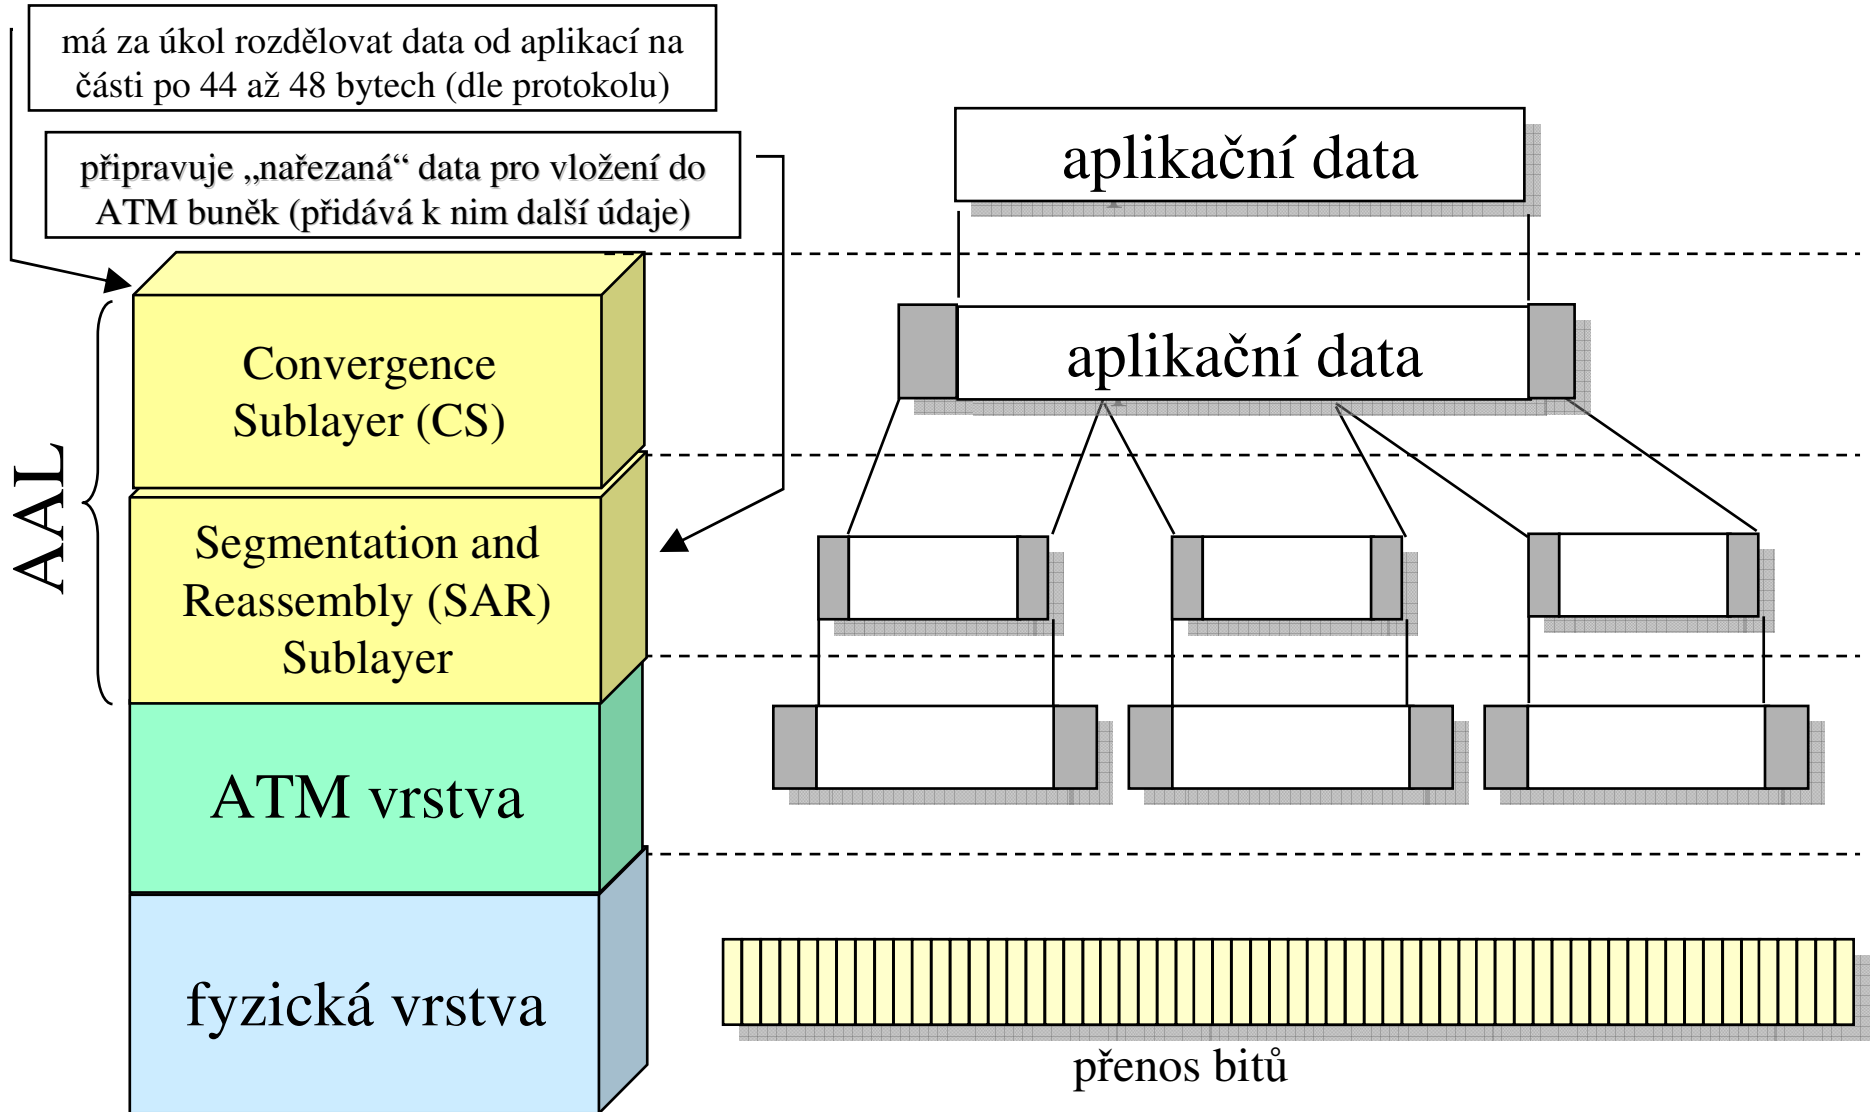 má za úkol rozdělovat data od aplikací na
části po 44 až 48 bytech (dle protokolu)
připravuje „nařezaná“ data pro vložení do
ATM buněk (přidává k nim další údaje)
aplikační data
aplikační data
AAL
Convergence
Sublayer (CS)
Segmentation and
Reassembly (SAR)
Sublayer
ATM vrstva
fyzická vrstva
přenos bitů